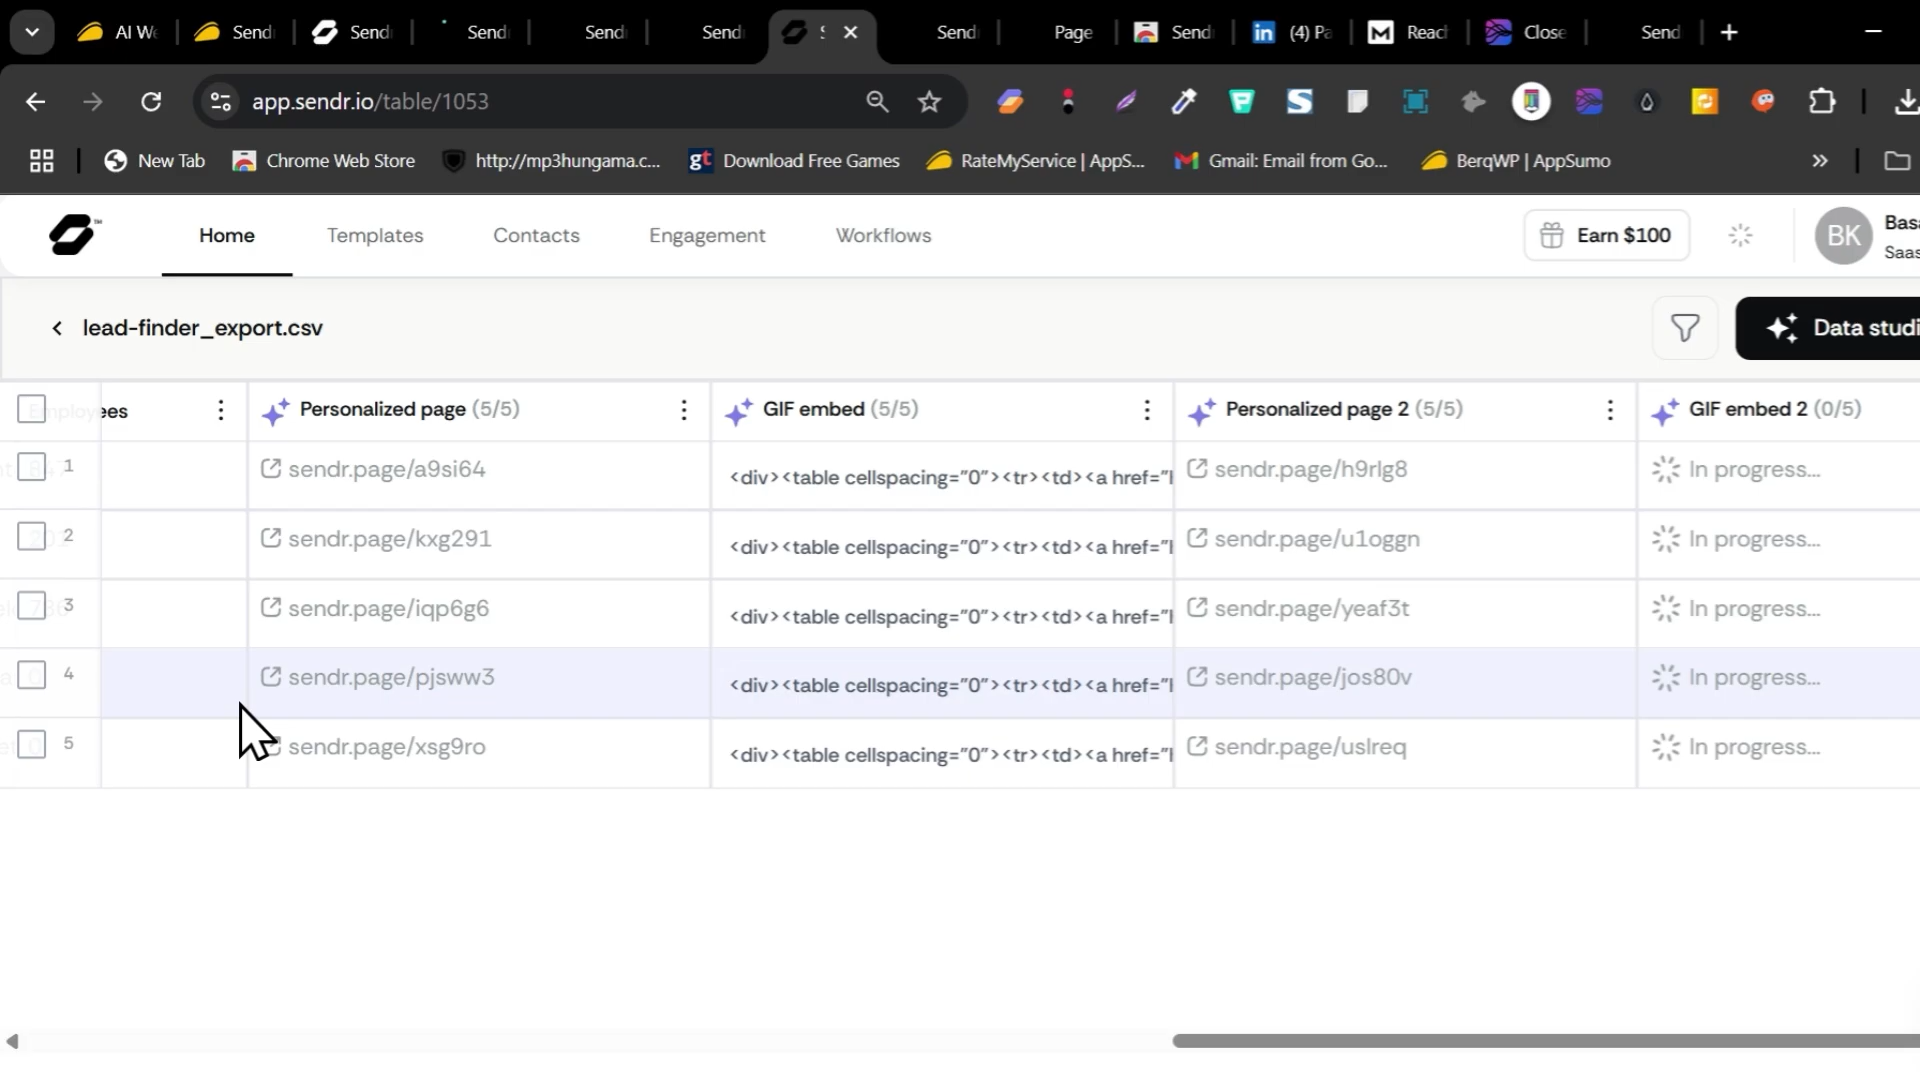 AI We
Send
Send
Send
Send
Send
Send
Page
Send
(4) Pa
Reach
Close
Send
app.sendr.io/table/1053
New Tab
Chrome Web Store
http://mp3hungama.c...
gt Download Free Games
RateMyService | AppS...
Gmail: Email from Go...
BerqWP | AppSumo
Home
Templates
Contacts
Engagement
Workflows
Earn $100
BK
Basa
Saas
lead-finder_export.csv
Data studi
Employees
Personalized page (5/5)
GIF embed (5/5)
Personalized page 2 (5/5)
GIF embed 2 (0/5)
1 sendr.page/a9si64 <div><table cellspacing="0"><tr><td><a href="h sendr.page/h9rlg8 In progress...
2 sendr.page/kxg291 <div><table cellspacing="0"><tr><td><a href="h sendr.page/u1oggn In progress...
3 sendr.page/iqp6g6 <div><table cellspacing="0"><tr><td><a href="h sendr.page/yeaf3t In progress...
4 sendr.page/pjsww3 <div><table cellspacing="0"><tr><td><a href="h sendr.page/jos80v In progress...
5 sendr.page/xsg9ro <div><table cellspacing="0"><tr><td><a href="h sendr.page/uslreq In progress...